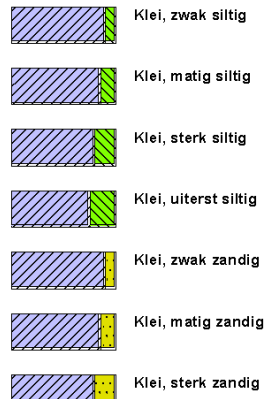 Klei, zwak siltig
Klei, matig siltig
Klei, sterk siltig
Klei, uiterst siltig
Klei, zwak zandig
Klei, matig zandig
Klei, sterk zandig